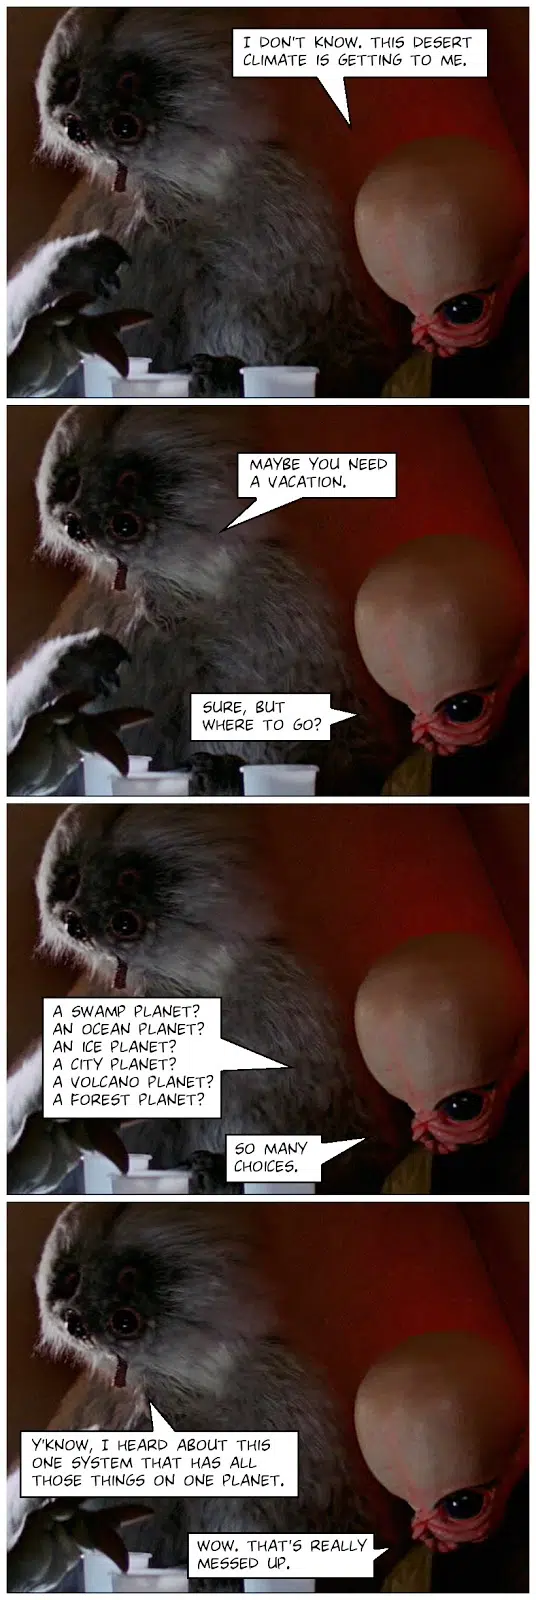 I DON'T KNOW. THIS DESERT
CLIMATE IS GETTING TO ME.
MAYBE YOU NEED
A VACATION.
SURE, BUT
WHERE TO GO?
A SWAMP PLANET?
AN OCEAN PLANET?
AN ICE PLANET?
A CITY PLANET?
A VOLCANO PLANET?
A FOREST PLANET?
SO MANY
CHOICES.
Y'KNOW, I HEARD ABOUT THIS
ONE SYSTEM THAT HAS ALL
THOSE THINGS ON ONE PLANET.
WOW. THAT'S REALLY
MESSED UP.